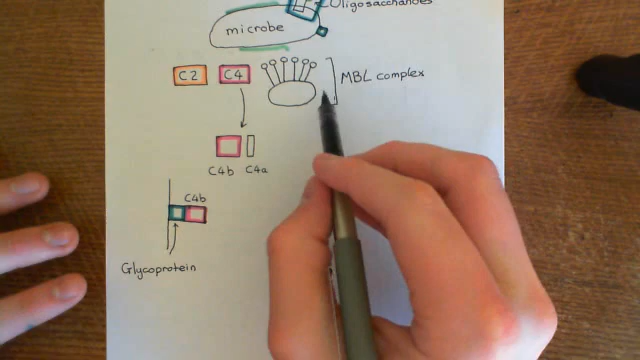 Oligosaccharides
microbe
C2 C4
MBL complex
C4b C4a
C4b
Glycoprotein